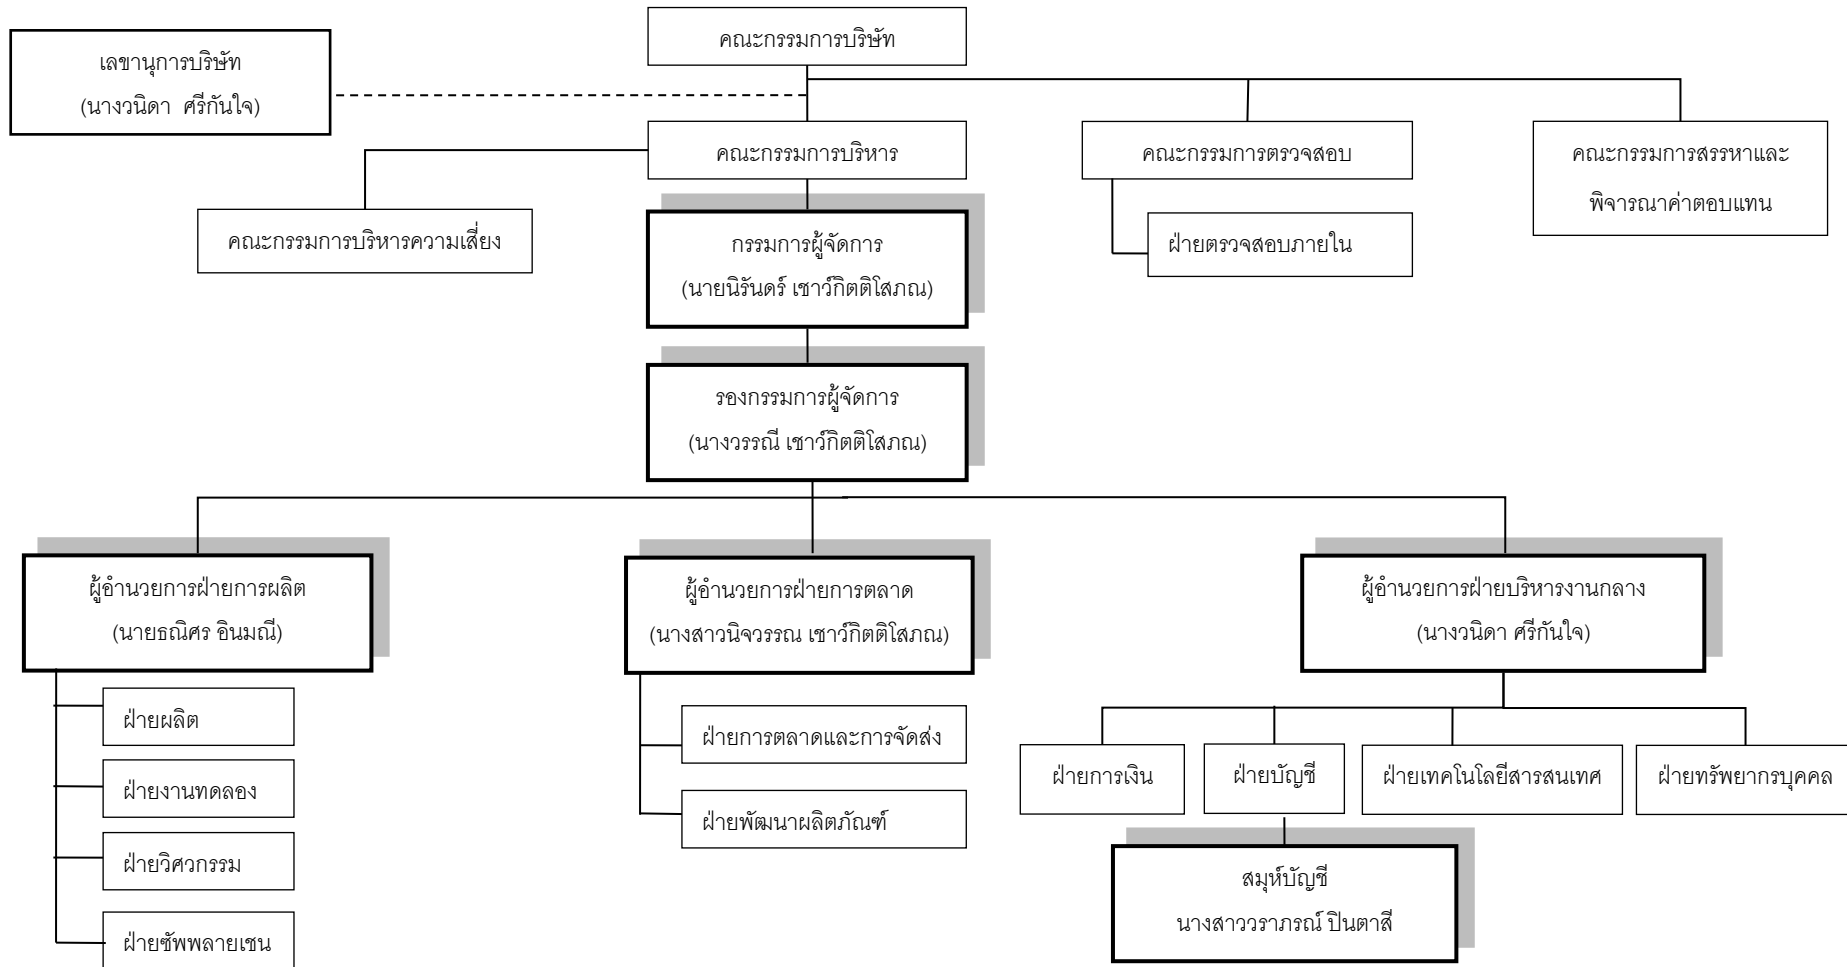 คณะกรรมการบริษัท
เลขานุการบริษัท
(นางวนิดา ศรีกันใจ)
คณะกรรมการบริหาร
คณะกรรมการตรวจสอบ
คณะกรรมการสรรหาและ
พิจารณาค่าตอบแทน
คณะกรรมการบริหารความเสี่ยง
ฝ่ายตรวจสอบภายใน
กรรมการผู้จัดการ
(นายนิรันดร์ เชาว์กิตติโสภณ)
รองกรรมการผู้จัดการ
(นางวรรณี เชาว์กิตติโสภณ)
ผู้อำนวยการฝ่ายการผลิต
(นายธณิศร อินมณี)
ผู้อำนวยการฝ่ายการตลาด
(นางสาวนิจวรรณ เชาว์กิตติโสภณ)
ผู้อำนวยการฝ่ายบริหารงานกลาง
(นางวนิดา ศรีกันใจ)
ฝ่ายผลิต
ฝ่ายงานทดลอง
ฝ่ายวิศวกรรม
ฝ่ายซัพพลายเชน
ฝ่ายการตลาดและการจัดส่ง
ฝ่ายพัฒนาผลิตภัณฑ์
ฝ่ายการเงิน
ฝ่ายบัญชี
ฝ่ายเทคโนโลยีสารสนเทศ
ฝ่ายทรัพยากรบุคคล
สมุห์บัญชี
นางสาววราภรณ์ ปินตาสี